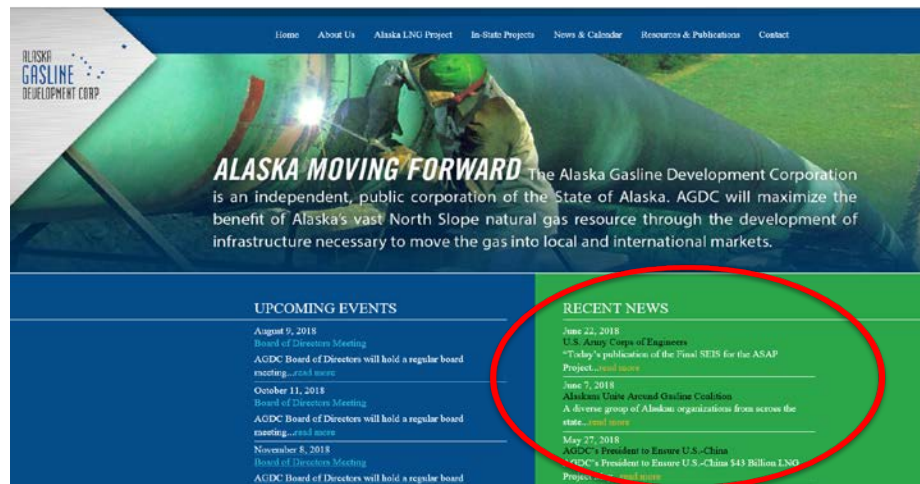 Home About Us Alaska LNG Project In-State Projects News & Calendar Resources & Publications Contact
ALASKA
GASLINE
DEVELOPMENT CORP.
ALASKA MOVING FORWARD The Alaska Gasline Development Corporation
is an independent, public corporation of the State of Alaska. AGDC will maximize the
benefit of Alaska's vast North Slope natural gas resource through the development of
infrastructure necessary to move the gas into local and international markets.
UPCOMING EVENTS
August 9, 2018
Board of Directors Meeting
AGDC Board of Directors will hold a regular board
meeting...read more
October 11, 2018
Board of Directors Meeting
AGDC Board of Directors will hold a regular board
meeting...read more
November 8, 2018
Board of Directors Meeting
AGDC Board of Directors will hold a regular board
RECENT NEWS
June 22, 2018
U.S. Army Corps of Engineers
"Today's publication of the Final SEIS for the ASAP
Project...read more
June 7, 2018
Alaskans Unite Around Gasline Coalition
A diverse group of Alaskan organizations from across the
state...read more
May 27, 2018
AGDC's President to Ensure U.S.-China
AGDC's President to Ensure U.S.-China $43 Billion LNG
Project read more